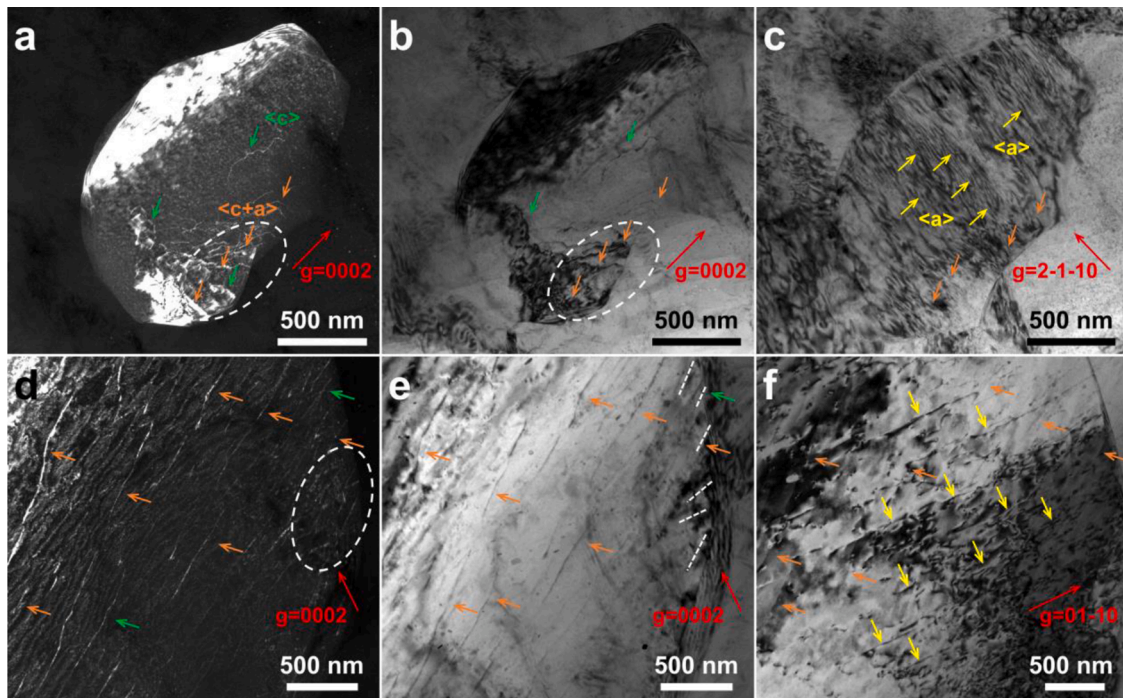 a
<c>
<c+a>
g=0002
500 nm
b
g=0002
500 nm
c
<a>
<a>
g=2-1-10
500 nm
d
g=0002
500 nm
e
g=0002
500 nm
f
g=01-10
500 nm